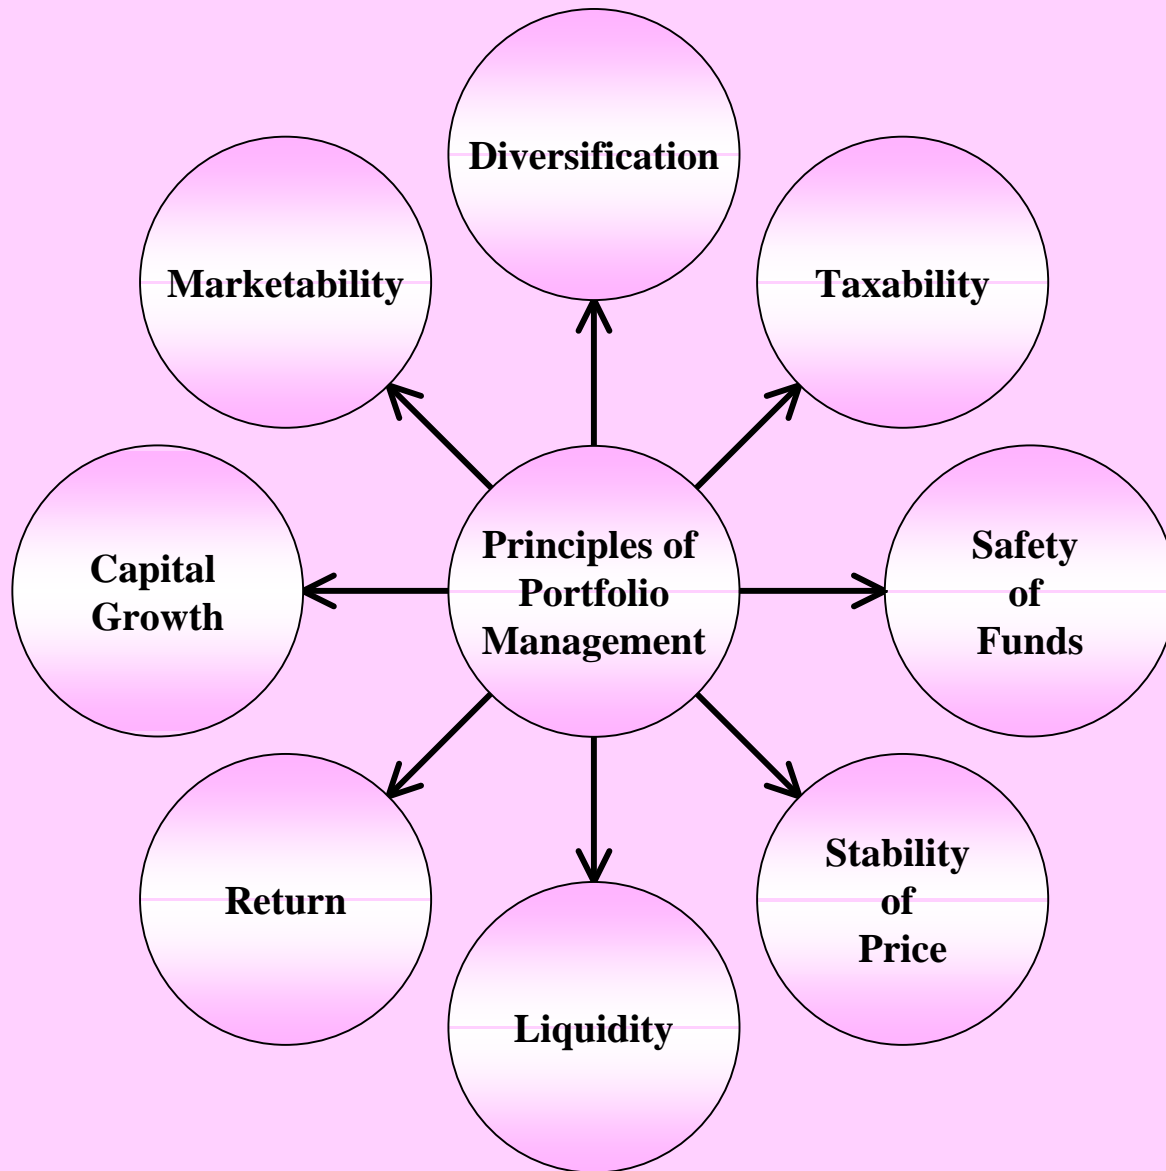 Diversification
Marketability
Taxability
Capital
Growth
Principles of
Portfolio
Management
Safety
of
Funds
Return
Stability
of
Price
Liquidity